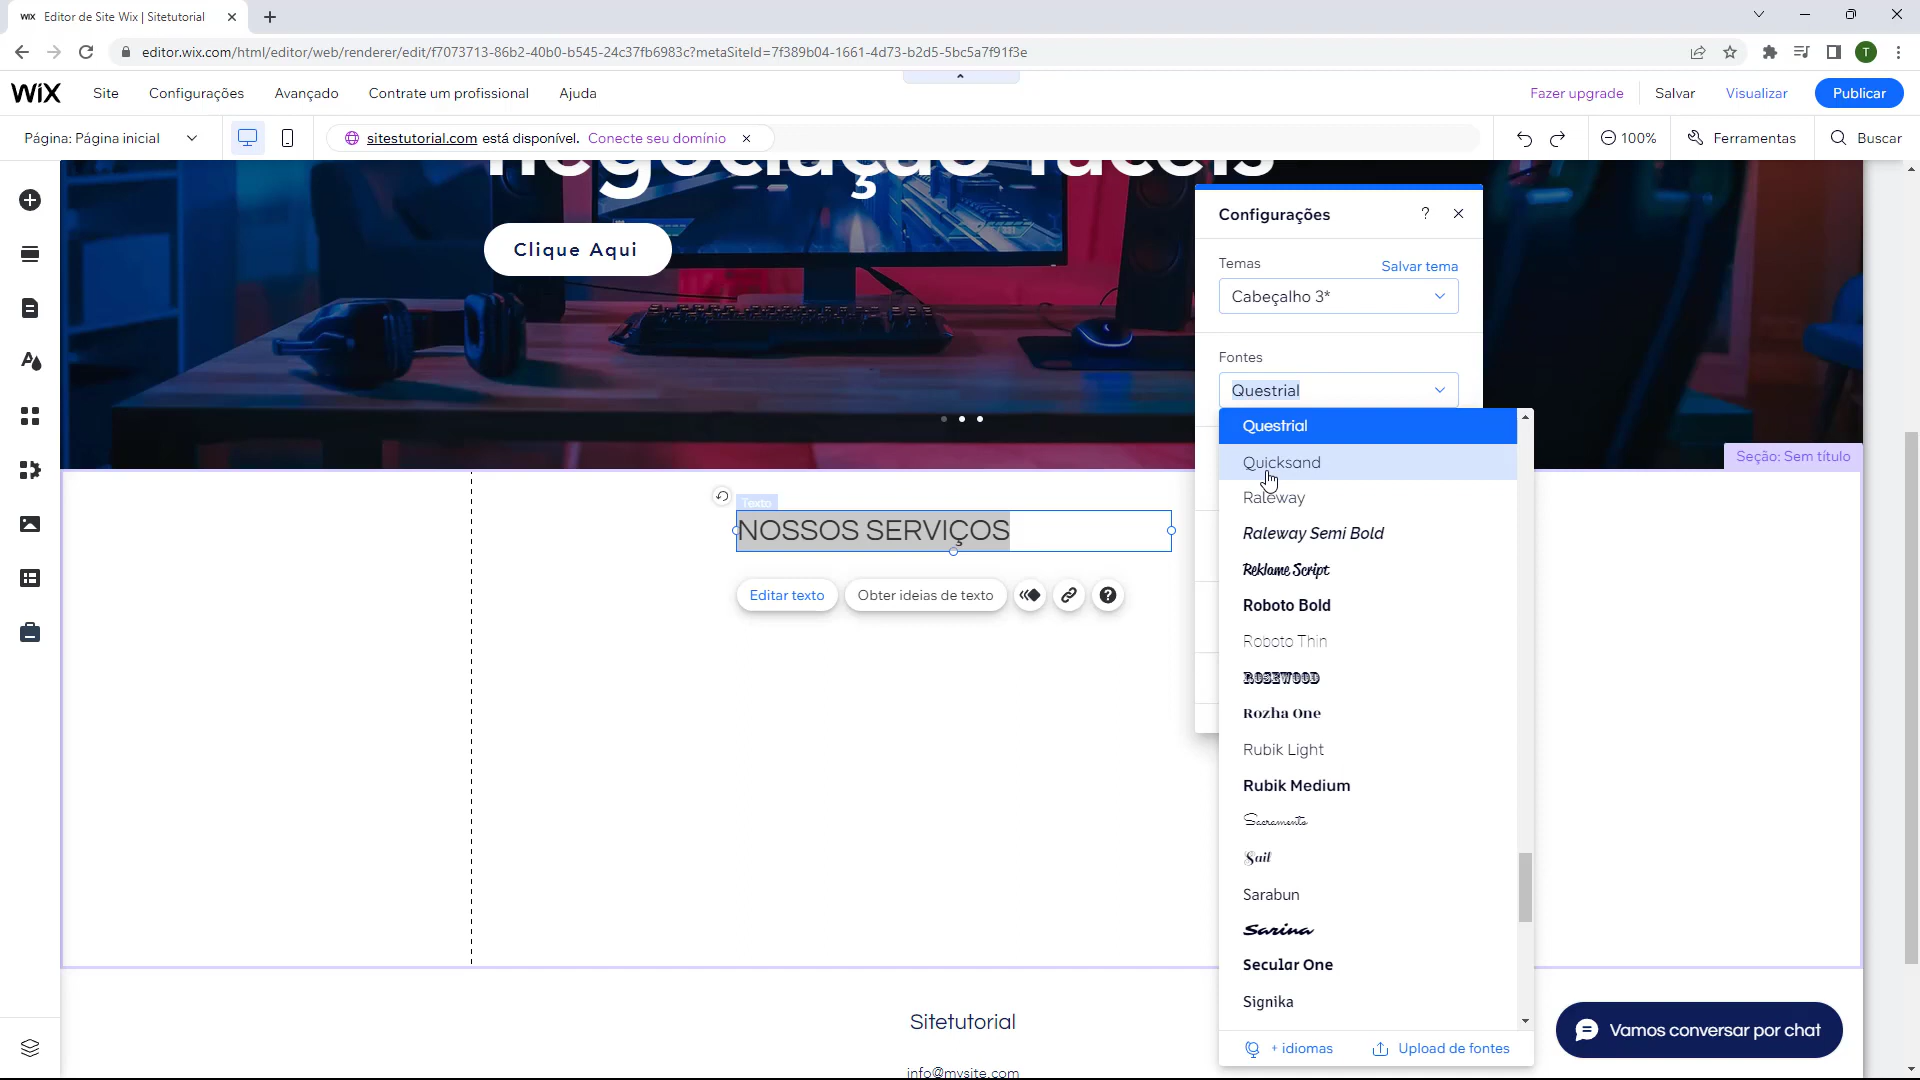 WiX Editor de Site Wix | Sitetutorial
editor.wix.com/html/editor/web/renderer/edit/f7073713-86b2-40b0-b545-24c37fb6983c?metaSiteId=7f389b04-1661-4d73-b2d5-5bc5a7f91f3e
T
WiX
Site
Configurações
Avançado
Contrate um profissional
Ajuda
Fazer upgrade
Salvar
Visualizar
Publicar
Página: Página inicial
sitestutorial.com está disponível. Conecte seu domínio
100%
Ferramentas
Buscar
negociação fáceis
Clique Aqui
Configurações ?
Temas
Salvar tema
Cabeçalho 3*
Fontes
Questrial
Questrial
Quicksand
Raleway
Raleway Semi Bold
Reklame Script
Roboto Bold
Roboto Thin
ROSEWOOD
Rozha One
Rubik Light
Rubik Medium
Sacramento
Sail
Sarabun
Sarina
Secular One
Signika
+ idiomas
Upload de fontes
Seção: Sem título
Texto
NOSSOS SERVIÇOS
Editar texto
Obter ideias de texto
?
Sitetutorial
info@mysite.com
Vamos conversar por chat